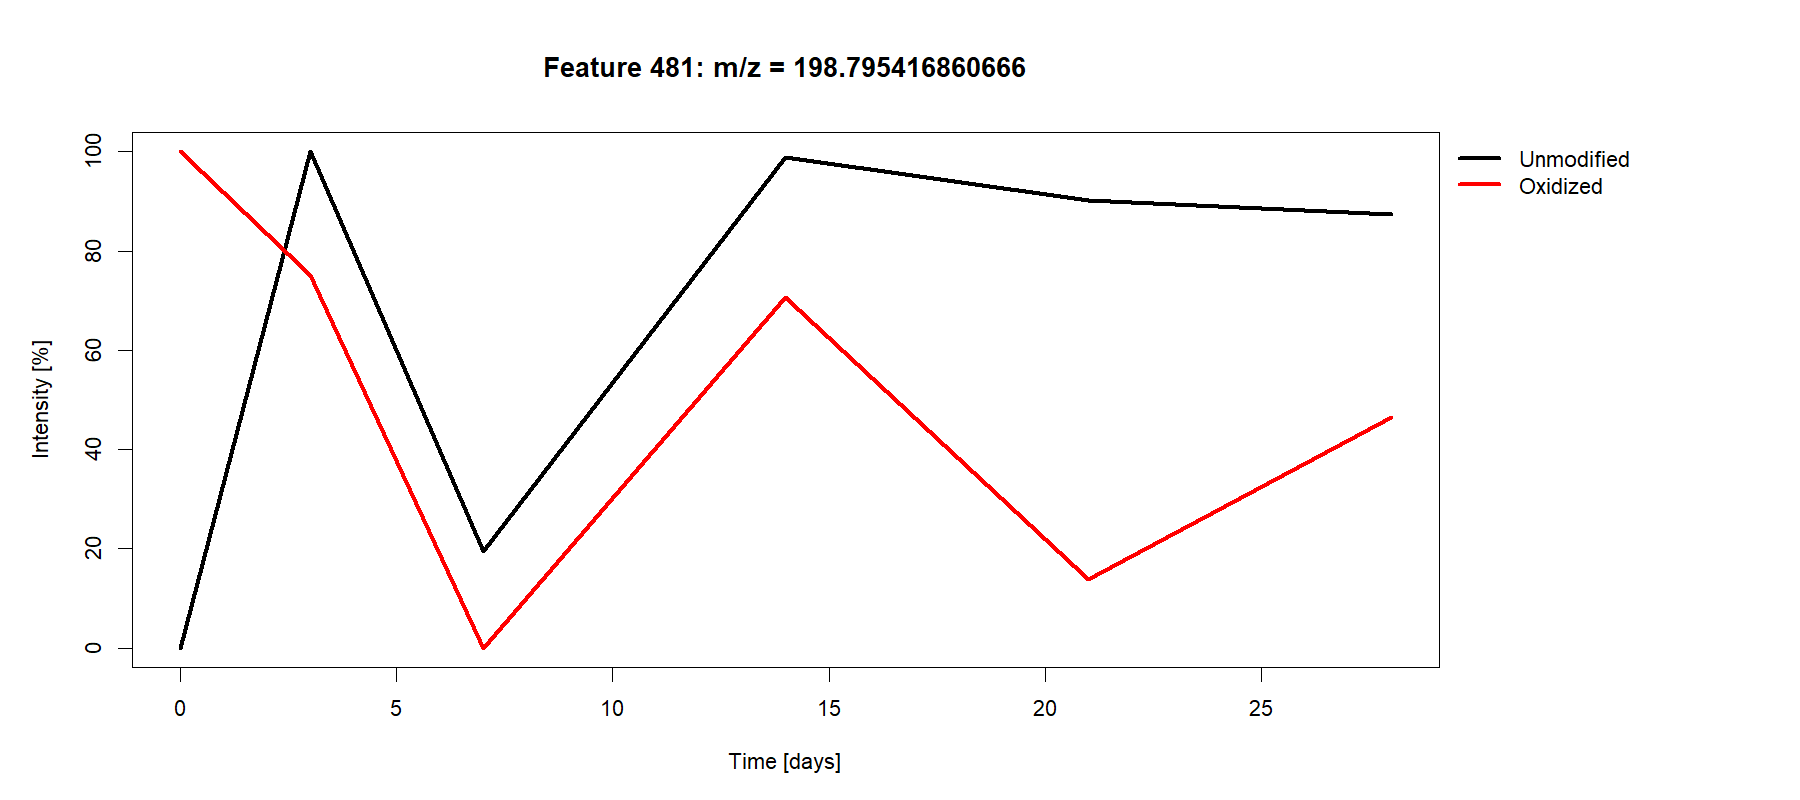 Feature 481: m/z = 198.795416860666
Unmodified
Oxidized
Intensity [%]
100
80
60
40
20
0
0 5 10 15 20 25
Time [days]